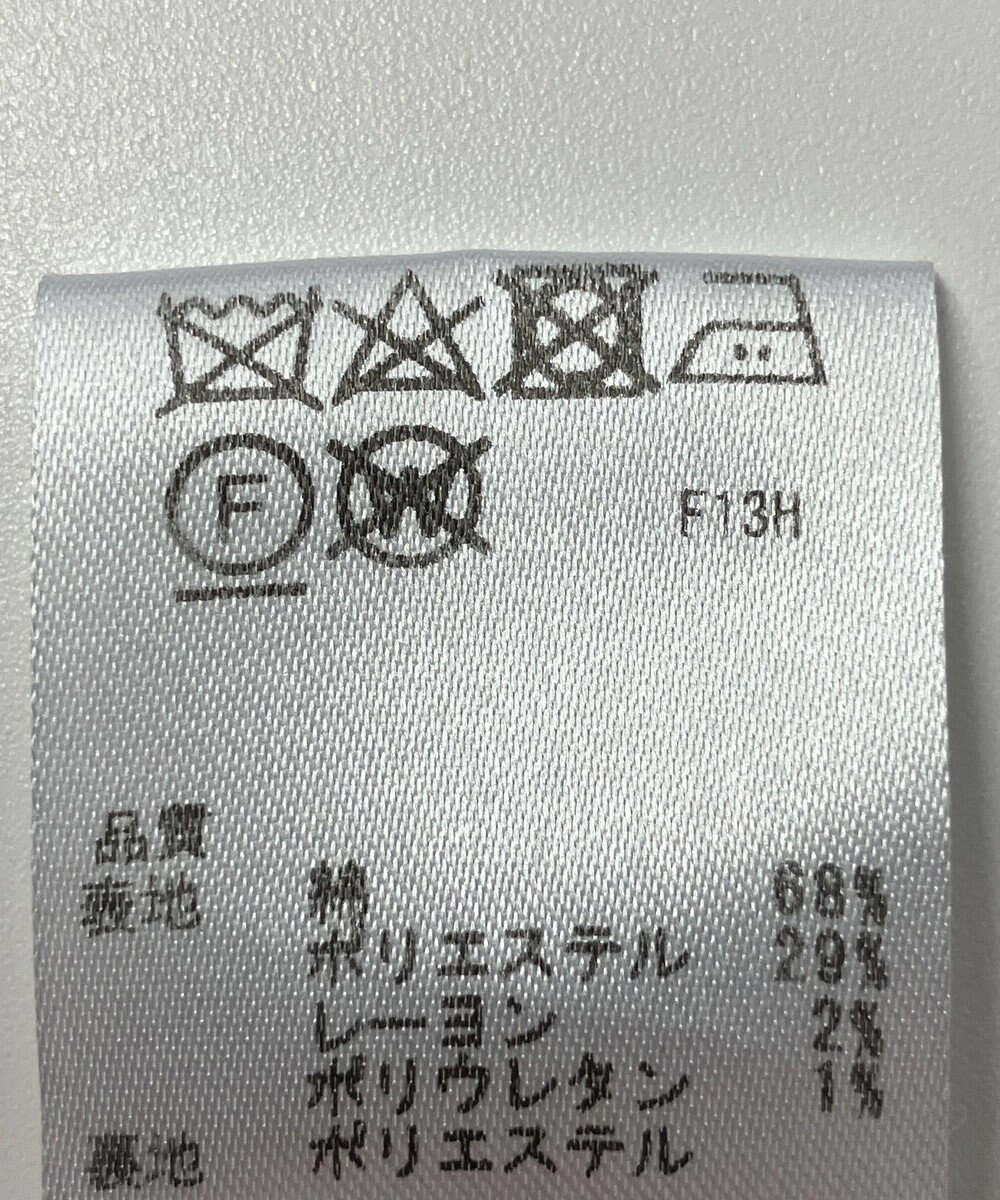 F W F13H
品質
表地 綿 68%
ポリエステル 29%
レーヨン 2%
ポリウレタン 1%
裏地 ポリエステル